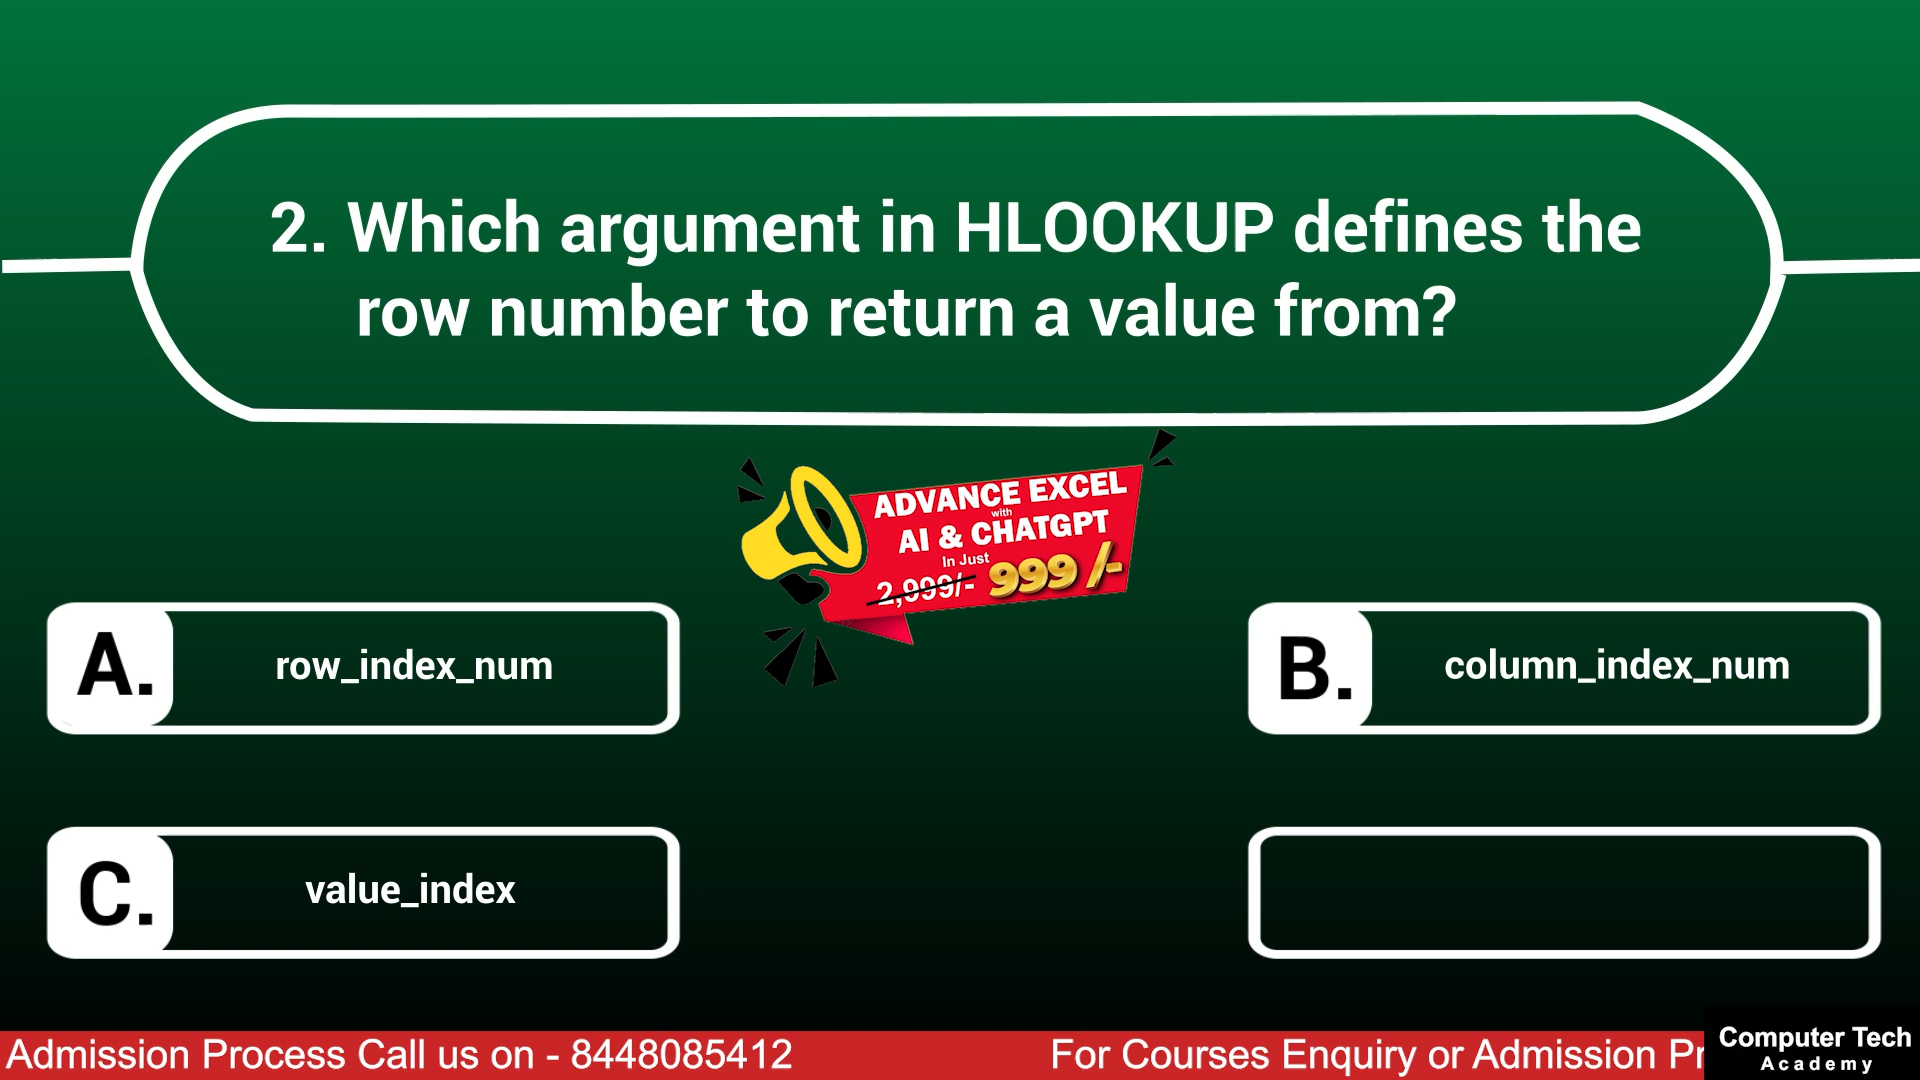 2. Which argument in HLOOKUP defines the
row number to return a value from?
ADVANCE EXCEL
with
AI & CHATGPT
In Just
2,999/- 999 /-
A. row_index_num
B. column_index_num
C. value_index
Admission Process Call us on - 8448085412
For Courses Enquiry or Admission Pr
Computer Tech
Academy